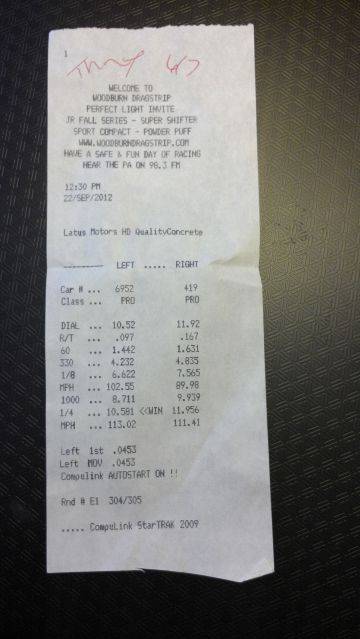 1
WELCOME TO
WOODBURN DRAGSTRIP
PERFECT LIGHT INVITE
JR FALL SERIES - SUPER SHIFTER
SPORT COMPACT - POWDER PUFF
WWW.WOODBURNDRAGSTRIP.COM
HAVE A SAFE & FUN DAY OF RACING
HEAR THE PA ON 98.3 FM
12:30 PM
22/SEP/2012
Latus Motors HD QualityConcrete
-------- LEFT ..... RIGHT
Car # ... 6952 419
Class ... PRO PRO
DIAL ... 10.52 11.92
R/T ... .097 .167
60 ... 1.442 1.631
330 ... 4.232 4.835
1/8 ... 6.622 7.565
MPH ... 102.55 89.98
1000 ... 8.711 9.939
1/4 ... 10.581 <<WIN 11.956
MPH ... 113.02 111.41
Left 1st .0453
Left MOV .0453
Compulink AUTOSTART ON !!
Rnd # E1 304/305
..... CompuLink StarTRAK 2009